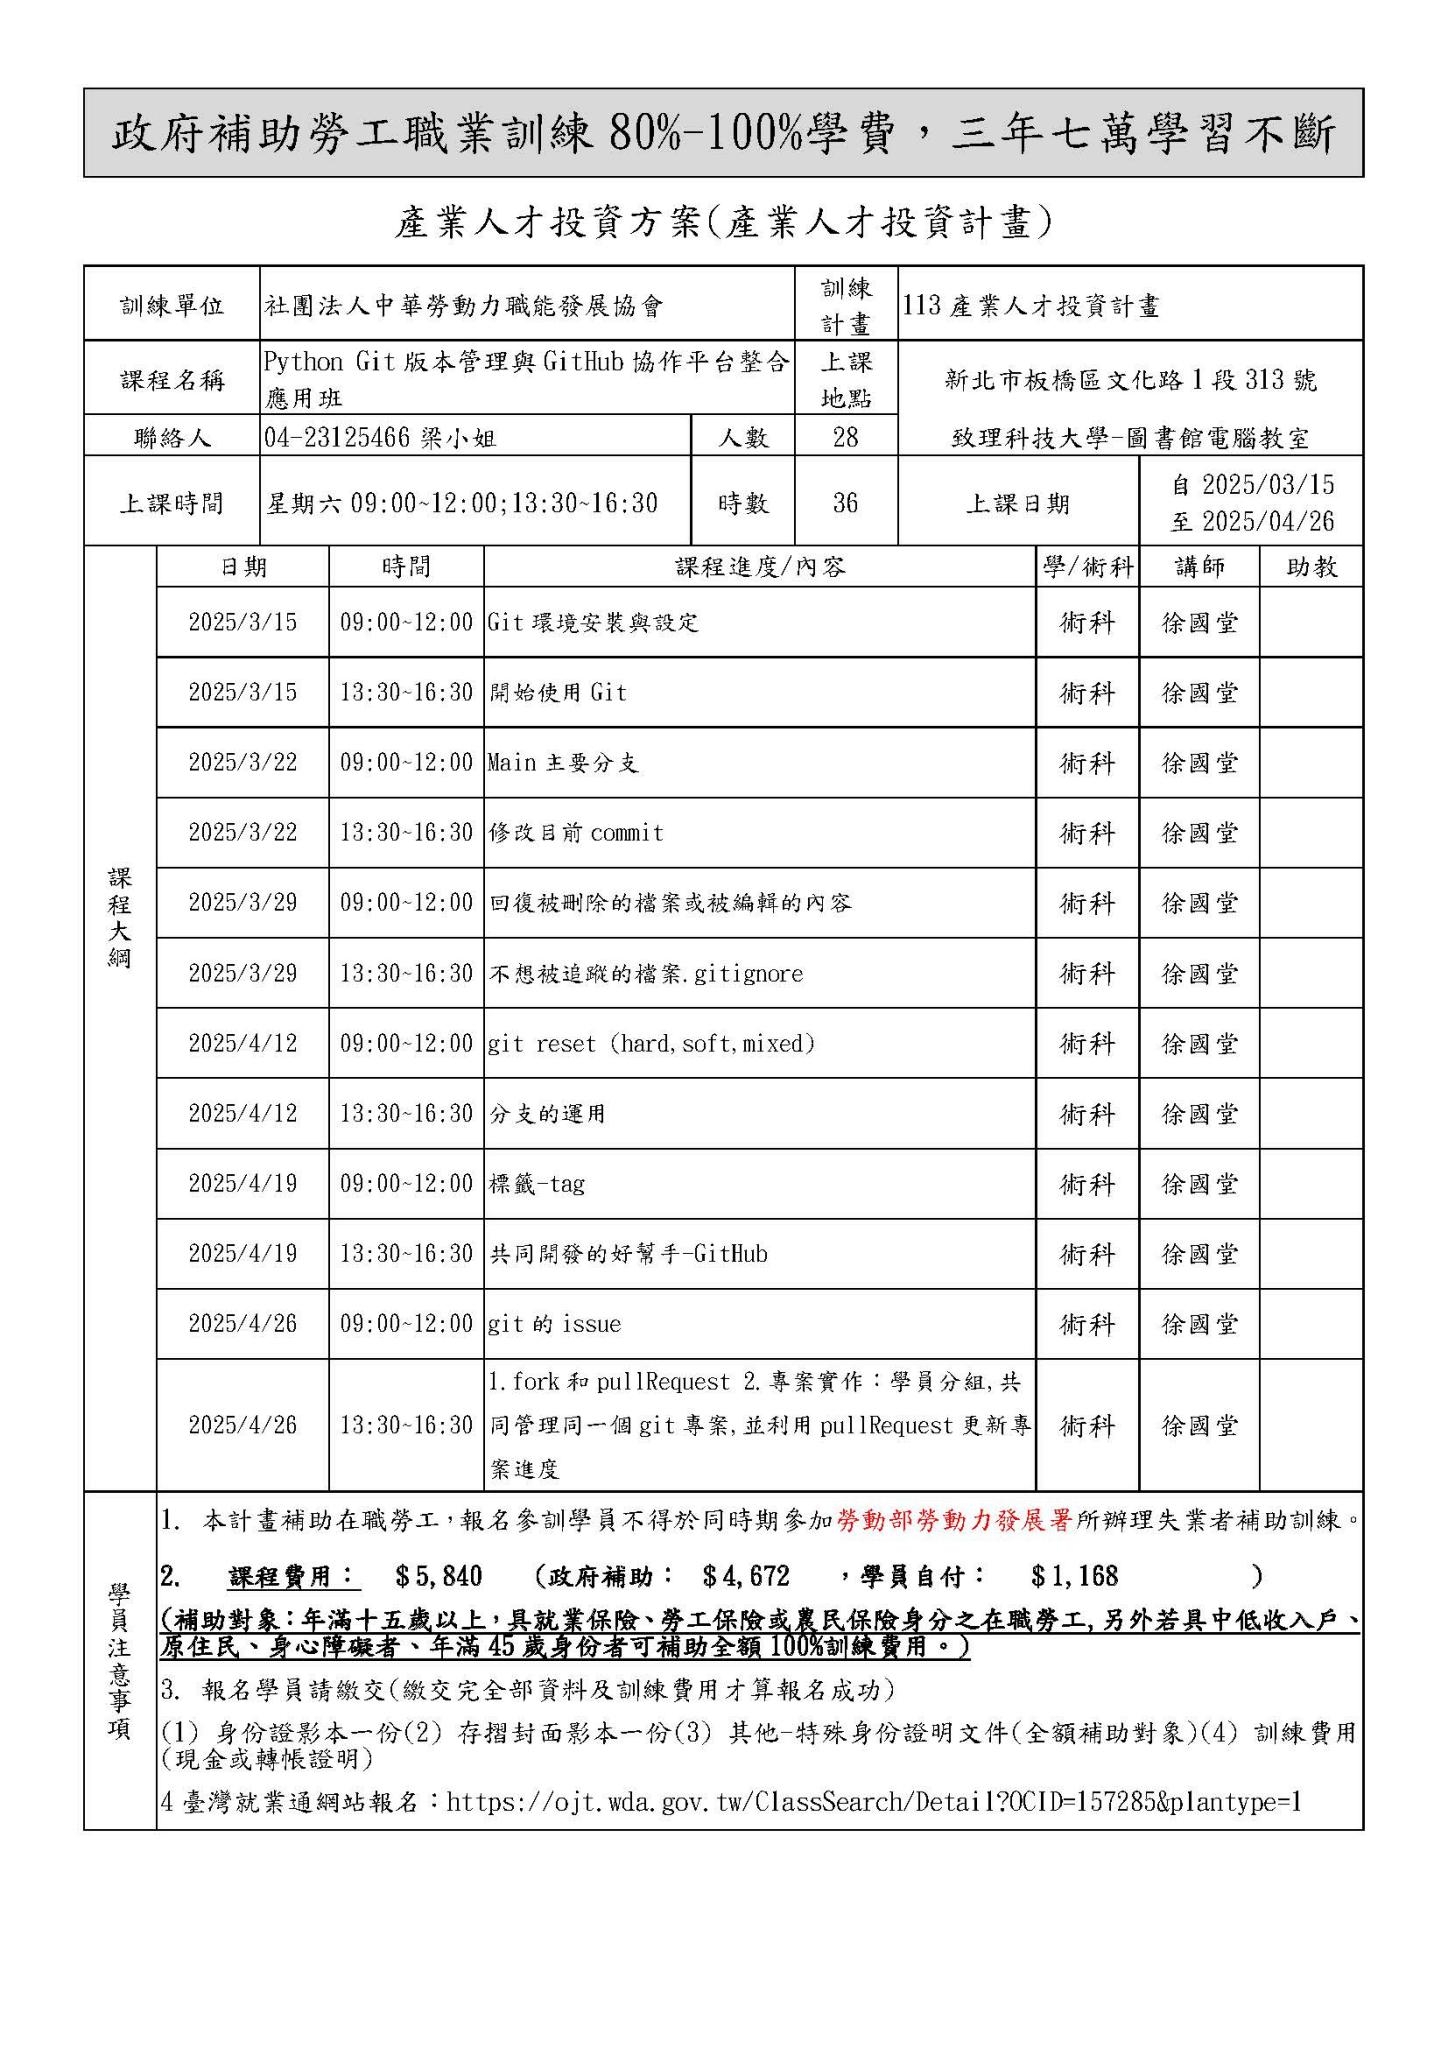 政府補助勞工職業訓練 80%-100%學費，三年七萬學習不斷
產業人才投資方案(產業人才投資計畫)
訓練單位 社團法人中華勞動力職能發展協會 訓練計畫 113 產業人才投資計畫
課程名稱 Python Git 版本管理與 GitHub 協作平台整合
應用班 上課地點 新北市板橋區文化路 1 段 313 號
聯絡人 04-23125466 梁小姐 人數 28 致理科技大學-圖書館電腦教室
上課時間 星期六 09:00~12:00;13:30~16:30 時數 36 上課日期 自 2025/03/15
至 2025/04/26
課程大綱
日期 時間 課程進度/內容 學/術科 講師 助教
2025/3/15 09:00~12:00 Git 環境安裝與設定 術科 徐國堂
2025/3/15 13:30~16:30 開始使用 Git 術科 徐國堂
2025/3/22 09:00~12:00 Main 主要分支 術科 徐國堂
2025/3/22 13:30~16:30 修改目前 commit 術科 徐國堂
2025/3/29 09:00~12:00 回復被刪除的檔案或被編輯的內容 術科 徐國堂
2025/3/29 13:30~16:30 不想被追蹤的檔案.gitignore 術科 徐國堂
2025/4/12 09:00~12:00 git reset (hard,soft,mixed) 術科 徐國堂
2025/4/12 13:30~16:30 分支的運用 術科 徐國堂
2025/4/19 09:00~12:00 標籤-tag 術科 徐國堂
2025/4/19 13:30~16:30 共同開發的好幫手-GitHub 術科 徐國堂
2025/4/26 09:00~12:00 git 的 issue 術科 徐國堂
2025/4/26 13:30~16:30 1.fork 和 pullRequest 2.專案實作：學員分組,共
同管理同一個 git 專案,並利用 pullRequest 更新專
案進度 術科 徐國堂
學員注意事項
1. 本計畫補助在職勞工，報名參訓學員不得於同時期參加勞動部勞動力發展署所辦理失業者補助訓練。
2. 課程費用： ＄5,840 （政府補助： ＄4,672 ，學員自付： ＄1,168 ）
(補助對象：年滿十五歲以上，具就業保險、勞工保險或農民保險身分之在職勞工,另外若具中低收入戶、
原住民、身心障礙者、年滿 45 歲身份者可補助全額 100%訓練費用。)
3. 報名學員請繳交(繳交完全部資料及訓練費用才算報名成功)
(1) 身份證影本一份(2) 存摺封面影本一份(3) 其他-特殊身份證明文件(全額補助對象)(4) 訓練費用
(現金或轉帳證明)
4 臺灣就業通網站報名：https://ojt.wda.gov.tw/ClassSearch/Detail?OCID=157285&plantype=1